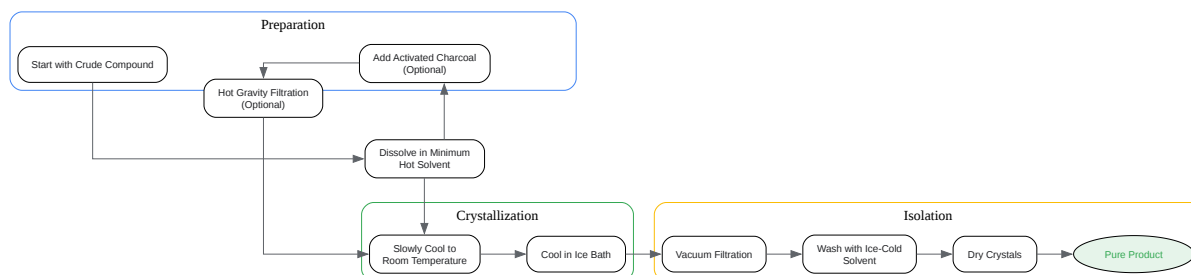 Preparation
Start with Crude Compound
Add Activated Charcoal
(Optional)
Hot Gravity Filtration
(Optional)
Dissolve in Minimum
Hot Solvent
Crystallization
Slowly Cool to
Room Temperature
Cool in Ice Bath
Isolation
Vacuum Filtration
Wash with Ice-Cold
Solvent
Dry Crystals
Pure Product